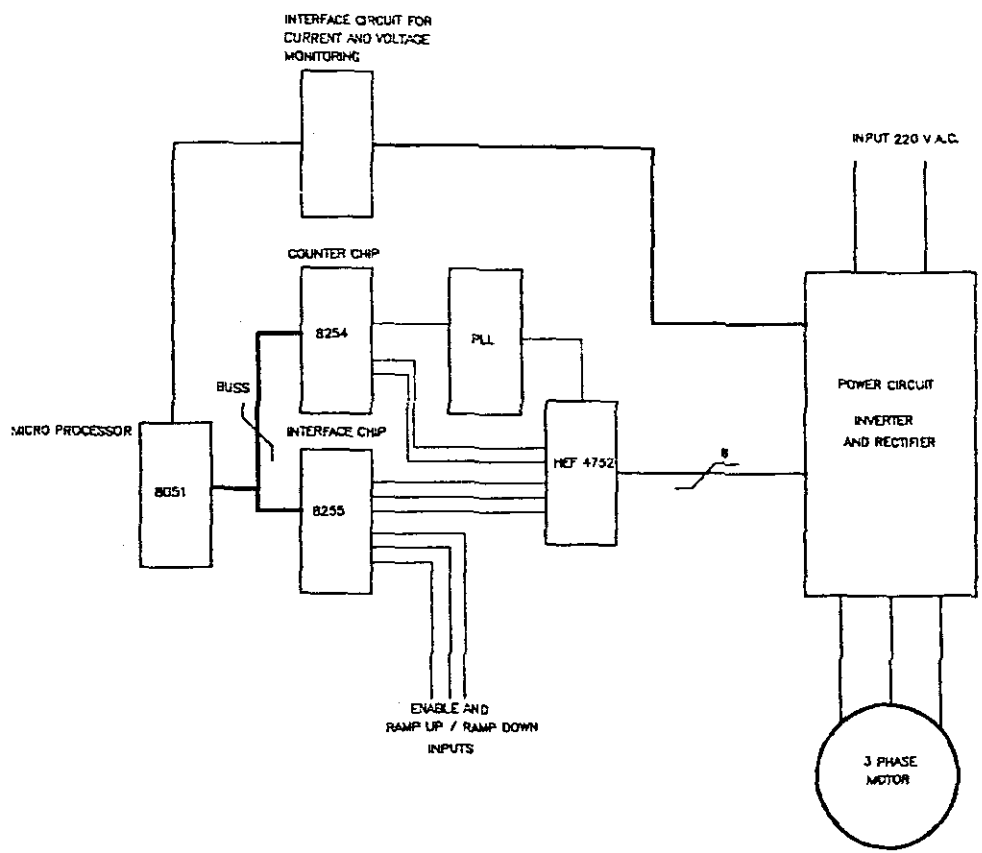 INTERFACE CIRCUIT FOR
CURRENT AND VOLTAGE
MONITORING
INPUT 220 V A.C.
COUNTER CHIP
8254
PLL
BUSS
POWER CIRCUIT
INVERTER
AND RECTIFIER
MICRO PROCESSOR
INTERFACE CHIP
8051
8255
HEF 4752
ENABLE AND
RAMP UP / RAMP DOWN
INPUTS
3 PHASE
MOTOR